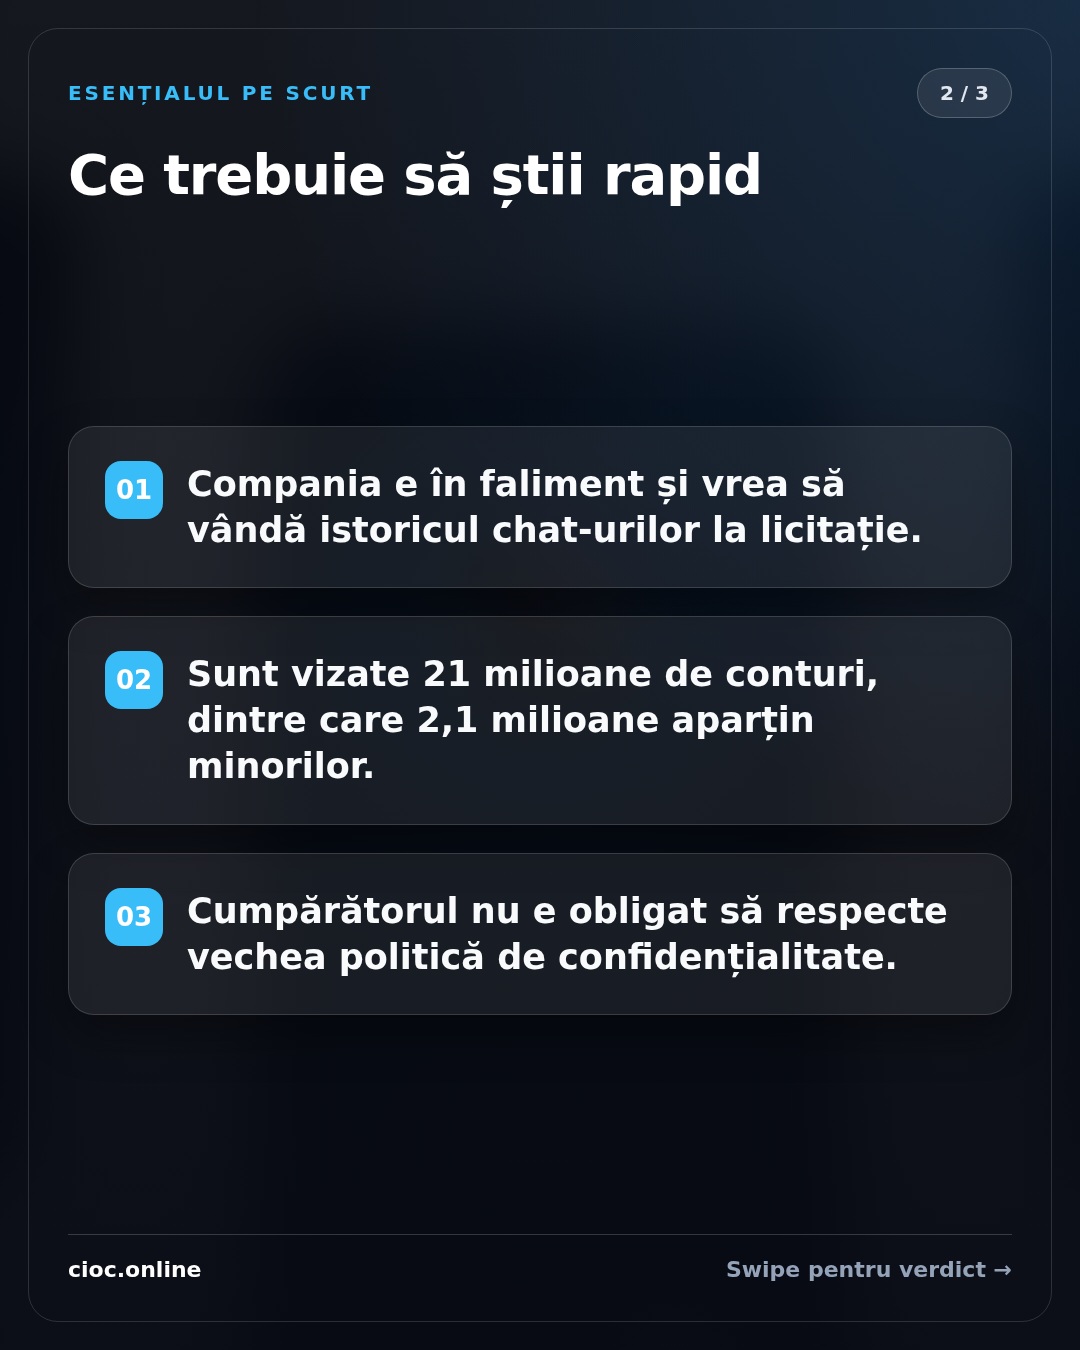 ESENȚIALUL PE SCURT
2 / 3
Ce trebuie să știi rapid
01
Compania e în faliment și vrea să
vândă istoricul chat-urilor la licitație.
02
Sunt vizate 21 milioane de conturi,
dintre care 2,1 milioane aparțin
minorilor.
03
Cumpărătorul nu e obligat să respecte
vechea politică de confidențialitate.
cioc.online
Swipe pentru verdict →